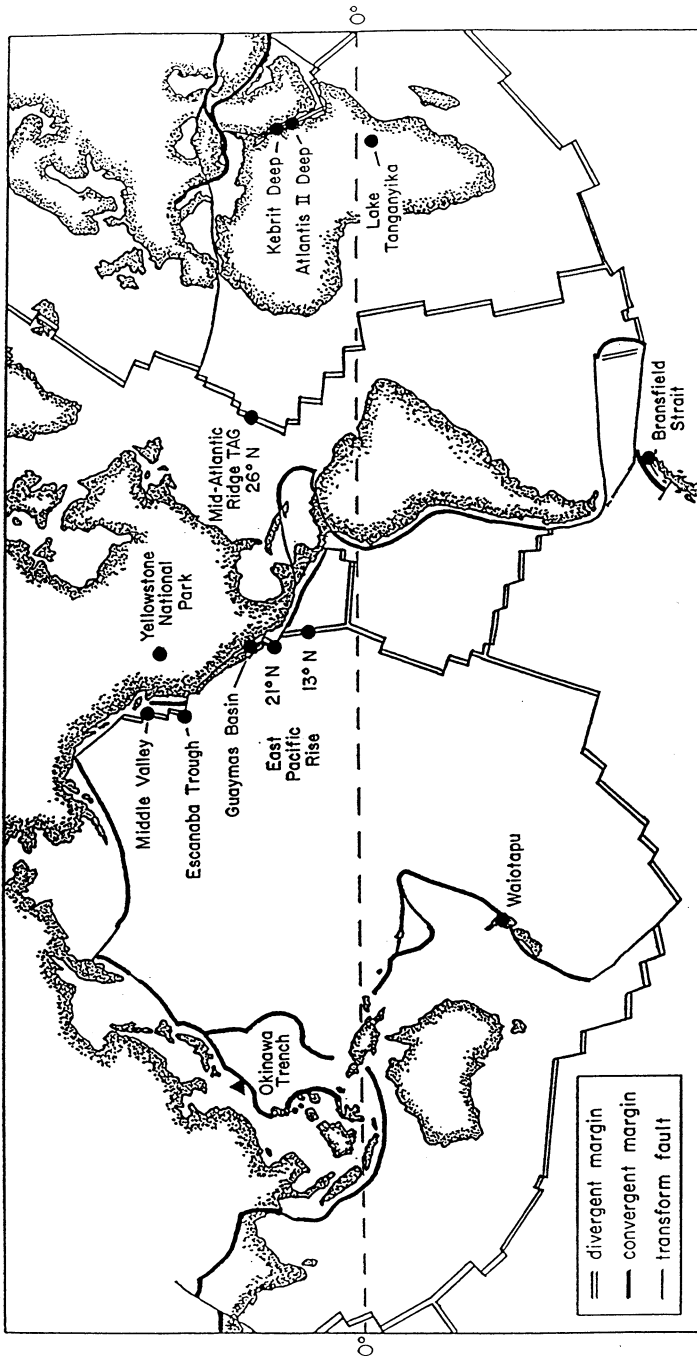 0°
Kebrit Deep
Atlantis II Deep
Lake
Tanganyika
Mid-Atlantic
Ridge TAG
26° N
Bransfield
Strait
Yellowstone
National
Park
Guaymas Basin
21° N
13° N
East
Pacific
Rise
Middle Valley
Escanaba Trough
Waiotapu
Okinawa
Trench
divergent margin
convergent margin
transform fault
0°